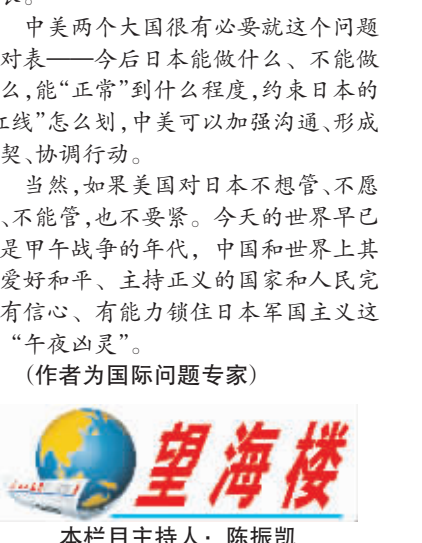 中美两个大国很有必要就这个问题
对表——今后日本能做什么、不能做
么,能“正常”到什么程度,约束日本的
红线”怎么划,中美可以加强沟通、形成
契、协调行动。
当然,如果美国对日本不想管、不愿
、不能管,也不要紧。今天的世界早已
是甲午战争的年代，中国和世界上其
爱好和平、主持正义的国家和人民完
有信心、有能力锁住日本军国主义这
“午夜凶灵”。
(作者为国际问题专家)
望海楼
本栏目主持人：陈振凯